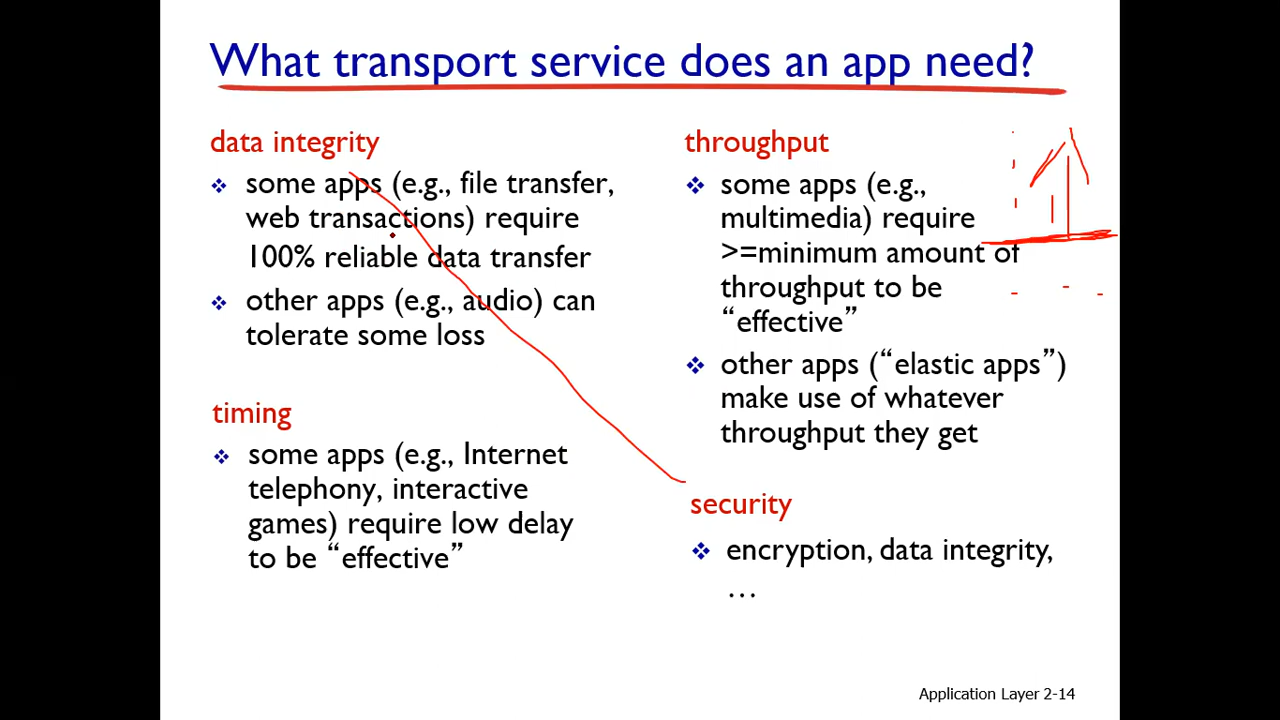 What transport service does an app need?
data integrity
❖ some apps (e.g., file transfer,
web transactions) require
100% reliable data transfer
❖ other apps (e.g., audio) can
tolerate some loss
timing
❖ some apps (e.g., Internet
telephony, interactive
games) require low delay
to be “effective”
throughput
❖ some apps (e.g.,
multimedia) require
>=minimum amount of
throughput to be
“effective”
❖ other apps (“elastic apps”)
make use of whatever
throughput they get
security
❖ encryption, data integrity,
…
Application Layer 2-14